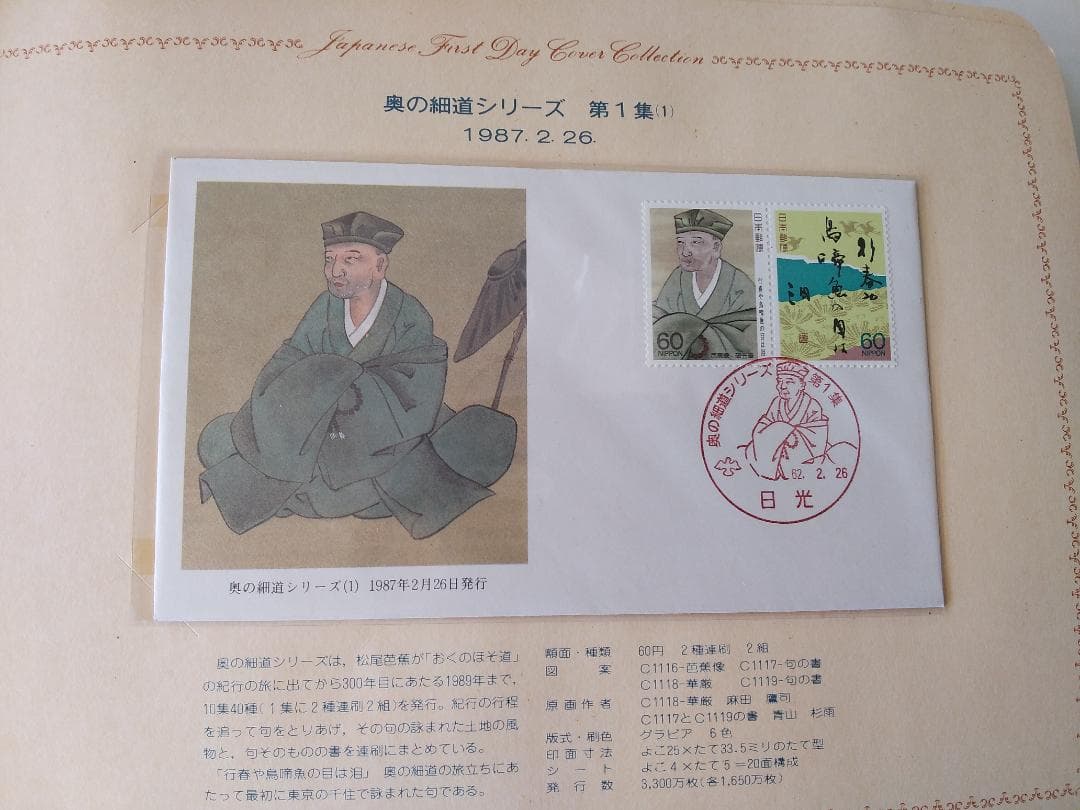 Japanese First Day Cover Collection
奥の細道シリーズ 第1集(1)
1987. 2. 26.
日本郵便
行春や鳥啼魚の目は泪
60
NIPPON
日本郵便
行春や
鳥啼魚の目は
泪
60
NIPPON
奥の細道シリーズ 第1集
62. 2. 26
日光
奥の細道シリーズ(1) 1987年2月26日発行
奥の細道シリーズは,松尾芭蕉が「おくのほそ道」
の紀行の旅に出てから300年目にあたる1989年まで,
10集40種(1集に2種連刷2組)を発行。紀行の行程
を追って句をとりあげ,その句の詠まれた土地の風
物と,句そのものの書を連刷にまとめている。
「行春や鳥啼魚の目は泪」 奥の細道の旅立ちにあ
たって最初に東京の千住で詠まれた句である。
額面・種類 60円 2種連刷 2組
図案 C1116-芭蕉像 C1117-句の書
C1118-華厳 C1119-句の書
原画作者 C1118-華厳 麻田 鷹司
C1117とC1119の書 青山 杉雨
版式・刷色 グラビア 6色
印面寸法 よこ25×たて33.5ミリのたて型
シート よこ4×たて5=20面構成
発行数 3,300万枚(各1,650万枚)